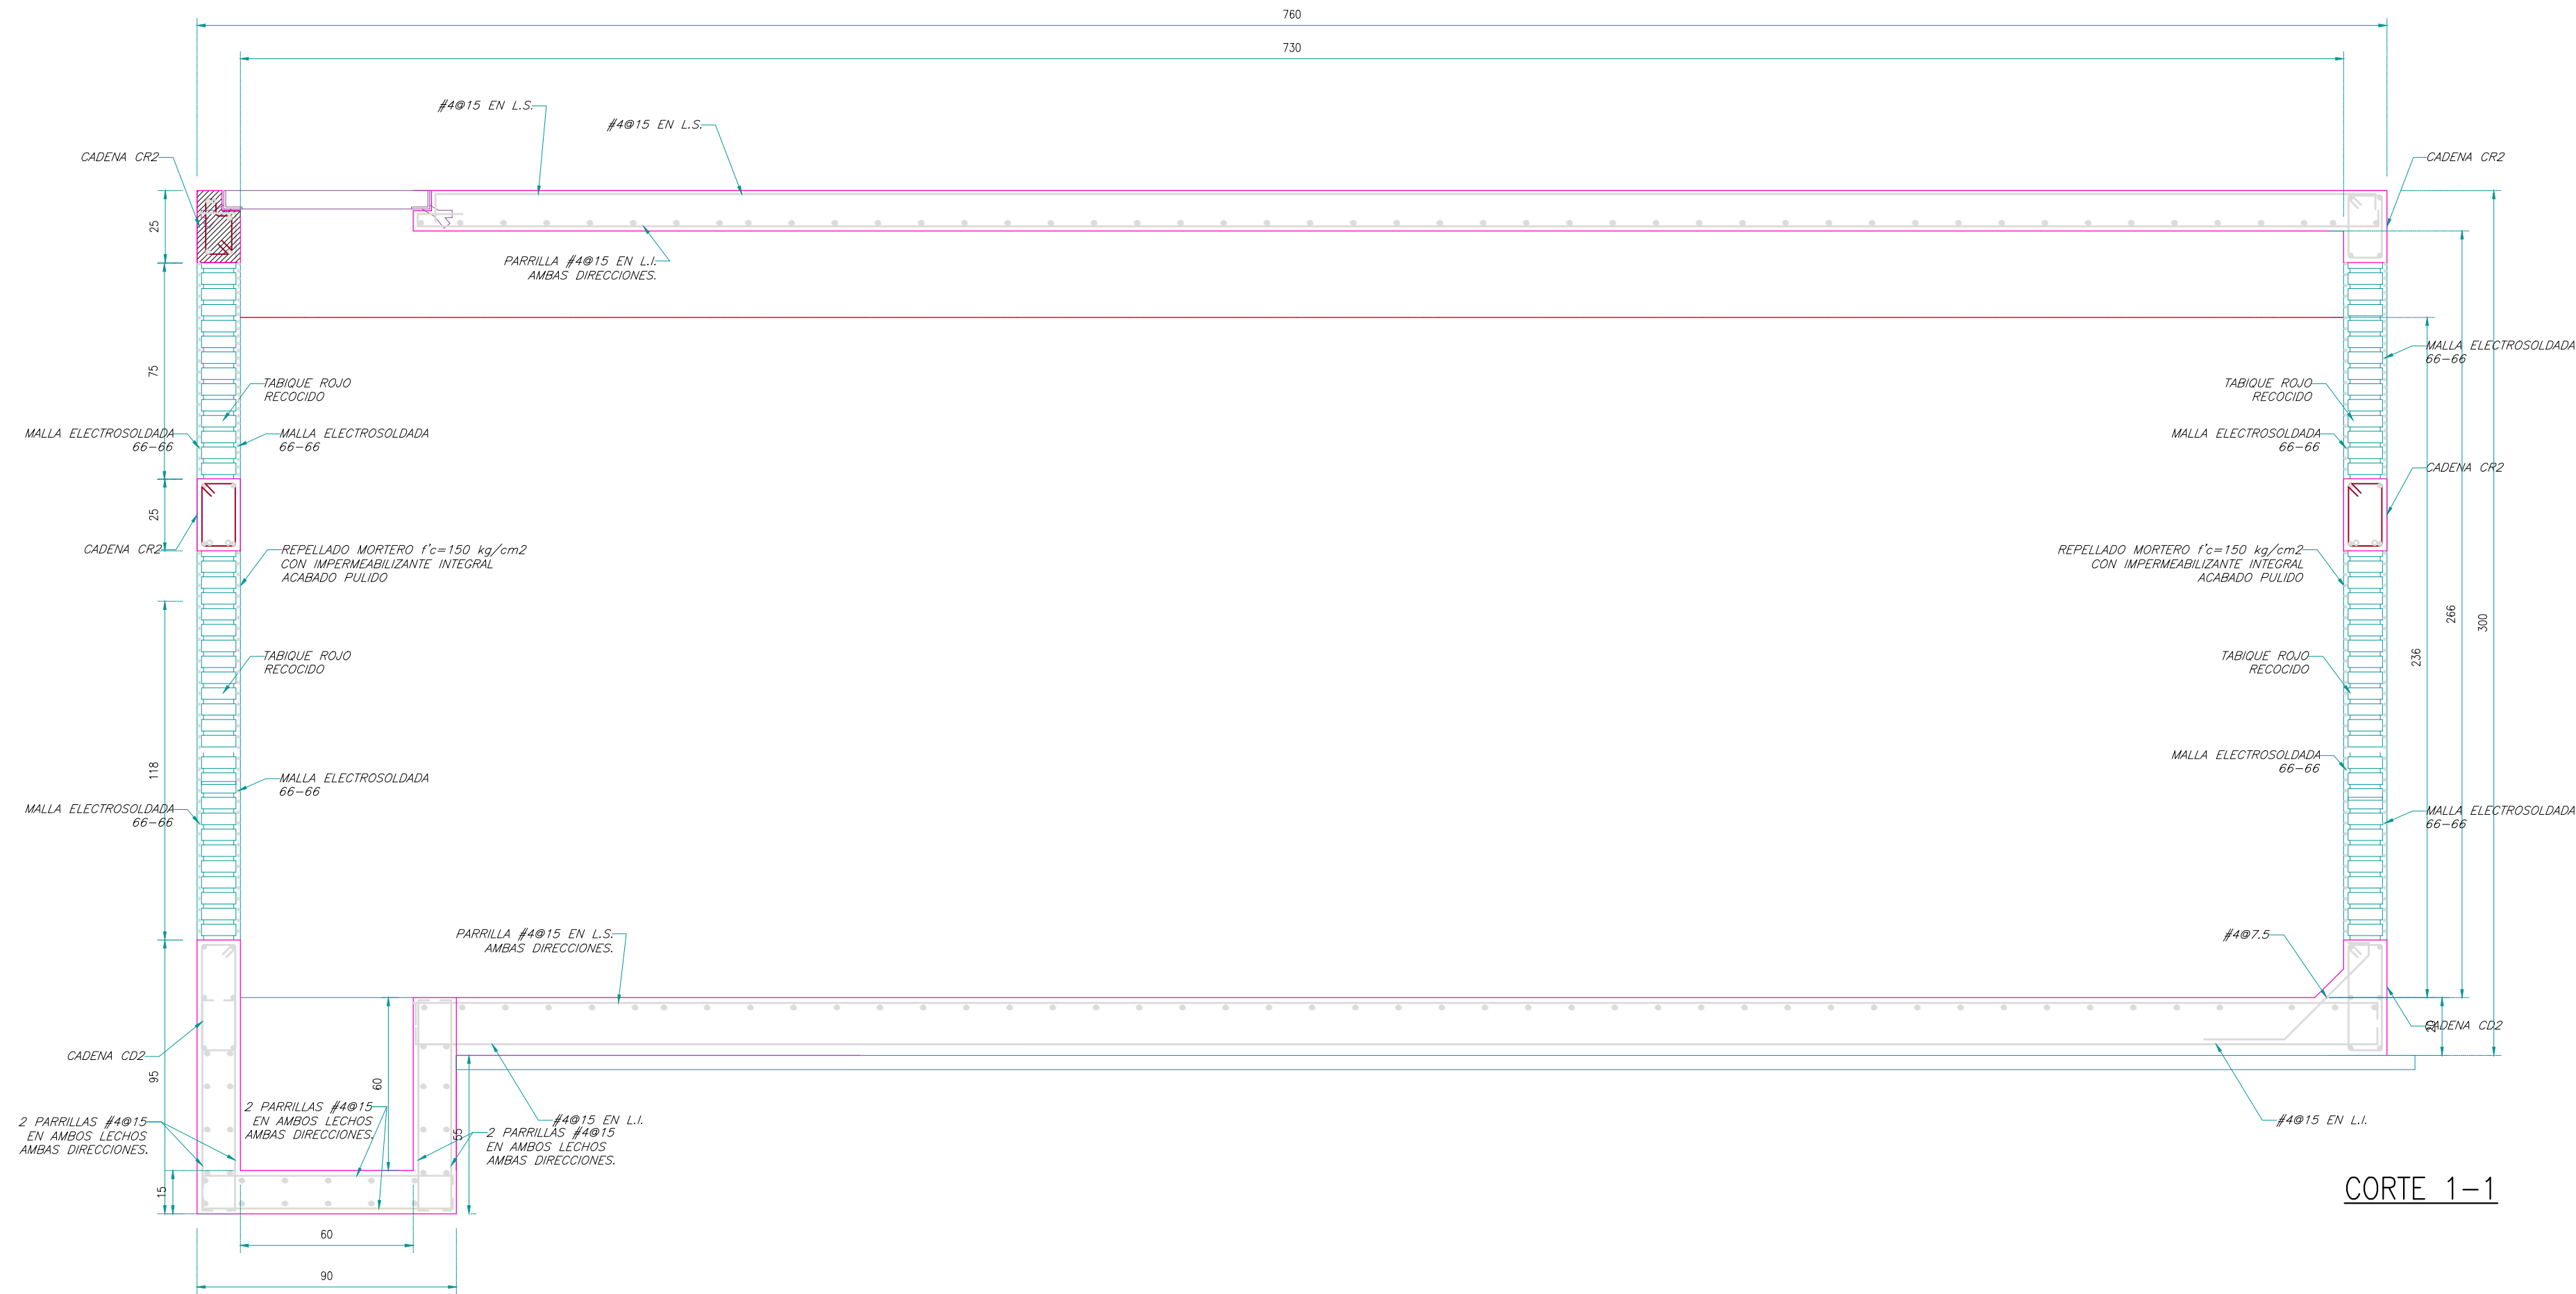 760
730
#4@15 EN L.S.
#4@15 EN L.S.
CADENA CR2
CADENA CR2
25
PARRILLA #4@15 EN L.I.
AMBAS DIRECCIONES.
75
TABIQUE ROJO
RECOCIDO
MALLA ELECTROSOLDADA
66-66
MALLA ELECTROSOLDADA
66-66
MALLA ELECTROSOLDADA
66-66
TABIQUE ROJO
RECOCIDO
MALLA ELECTROSOLDADA
66-66
CADENA CR2
25
CADENA CR2
REPELLADO MORTERO f'c=150 kg/cm2
CON IMPERMEABILIZANTE INTEGRAL
ACABADO PULIDO
REPELLADO MORTERO f'c=150 kg/cm2
CON IMPERMEABILIZANTE INTEGRAL
ACABADO PULIDO
266
300
236
TABIQUE ROJO
RECOCIDO
TABIQUE ROJO
RECOCIDO
118
MALLA ELECTROSOLDADA
66-66
MALLA ELECTROSOLDADA
66-66
MALLA ELECTROSOLDADA
66-66
MALLA ELECTROSOLDADA
66-66
PARRILLA #4@15 EN L.S.
AMBAS DIRECCIONES.
#4@7.5
CADENA CD2
20
CADENA CD2
95
60
2 PARRILLAS #4@15
EN AMBOS LECHOS
AMBAS DIRECCIONES.
2 PARRILLAS #4@15
EN AMBOS LECHOS
AMBAS DIRECCIONES.
#4@15 EN L.I.
55
2 PARRILLAS #4@15
EN AMBOS LECHOS
AMBAS DIRECCIONES.
#4@15 EN L.I.
15
CORTE 1-1
60
90